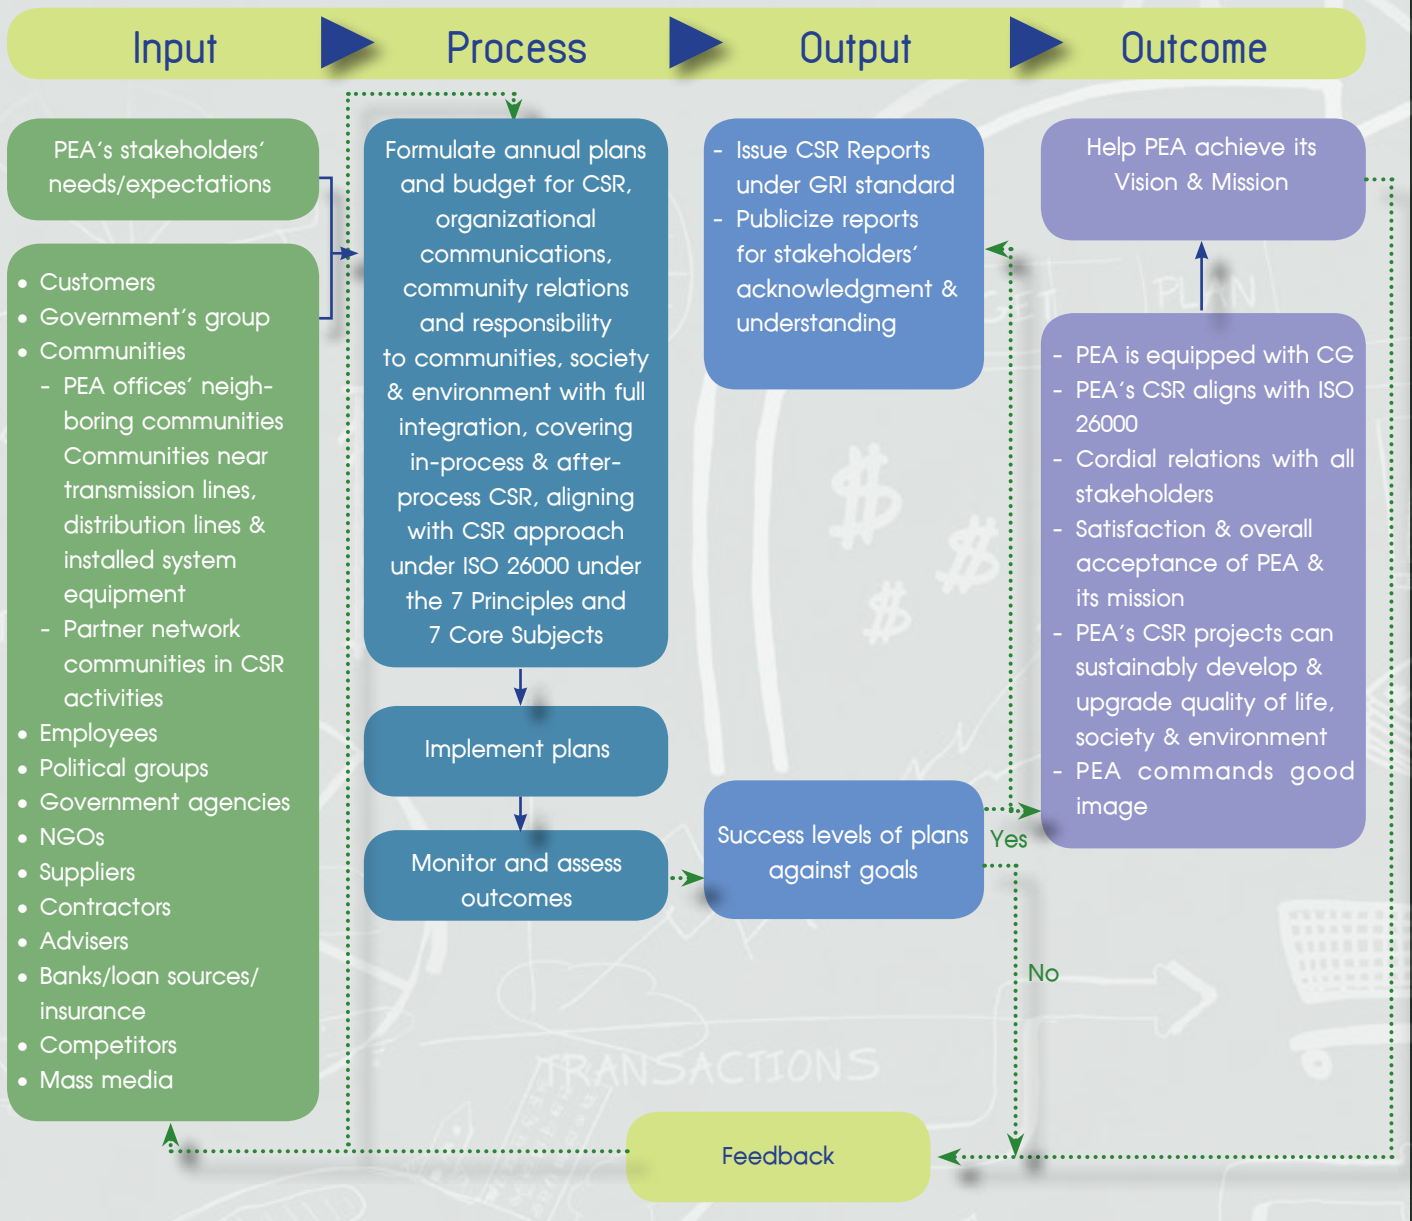 Input
Process
Output
Outcome
PEA's stakeholders'
needs/expectations
• Customers
• Government's group
• Communities
- PEA offices' neigh-
boring communities
Communities near
transmission lines,
distribution lines &
installed system
equipment
- Partner network
communities in CSR
activities
• Employees
• Political groups
• Government agencies
• NGOs
• Suppliers
• Contractors
• Advisers
• Banks/loan sources/
insurance
• Competitors
• Mass media
Formulate annual plans
and budget for CSR,
organizational
communications,
community relations
and responsibility
to communities, society
& environment with full
integration, covering
in-process & after-
process CSR, aligning
with CSR approach
under ISO 26000 under
the 7 Principles and
7 Core Subjects
Implement plans
Monitor and assess
outcomes
- Issue CSR Reports
under GRI standard
- Publicize reports
for stakeholders'
acknowledgment &
understanding
Success levels of plans
against goals
Yes
No
Help PEA achieve its
Vision & Mission
- PEA is equipped with CG
- PEA's CSR aligns with ISO
26000
- Cordial relations with all
stakeholders
- Satisfaction & overall
acceptance of PEA &
its mission
- PEA's CSR projects can
sustainably develop &
upgrade quality of life,
society & environment
- PEA commands good
image
Feedback
PLAN
$
$
$
TRANSACTIONS